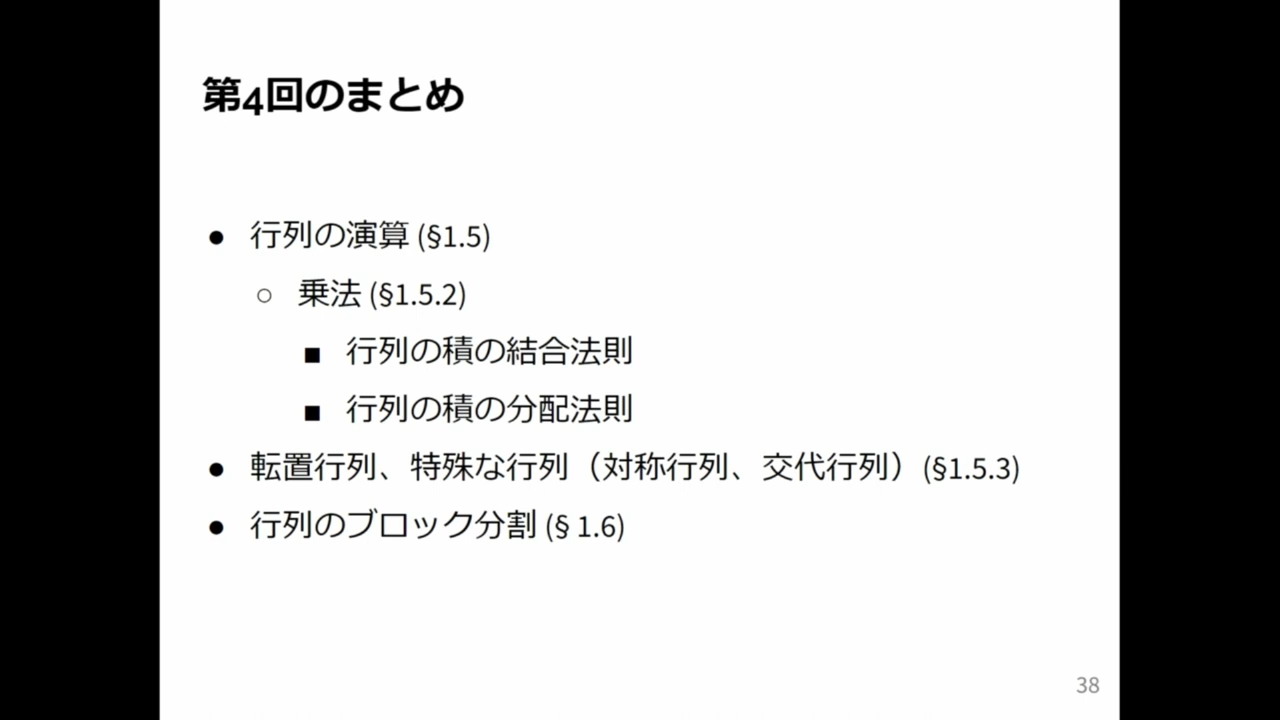 第4回のまとめ
● 行列の演算 (§1.5)
○ 乗法 (§1.5.2)
■ 行列の積の結合法則
■ 行列の積の分配法則
● 転置行列、特殊な行列（対称行列、交代行列）(§1.5.3)
● 行列のブロック分割 (§ 1.6)
38